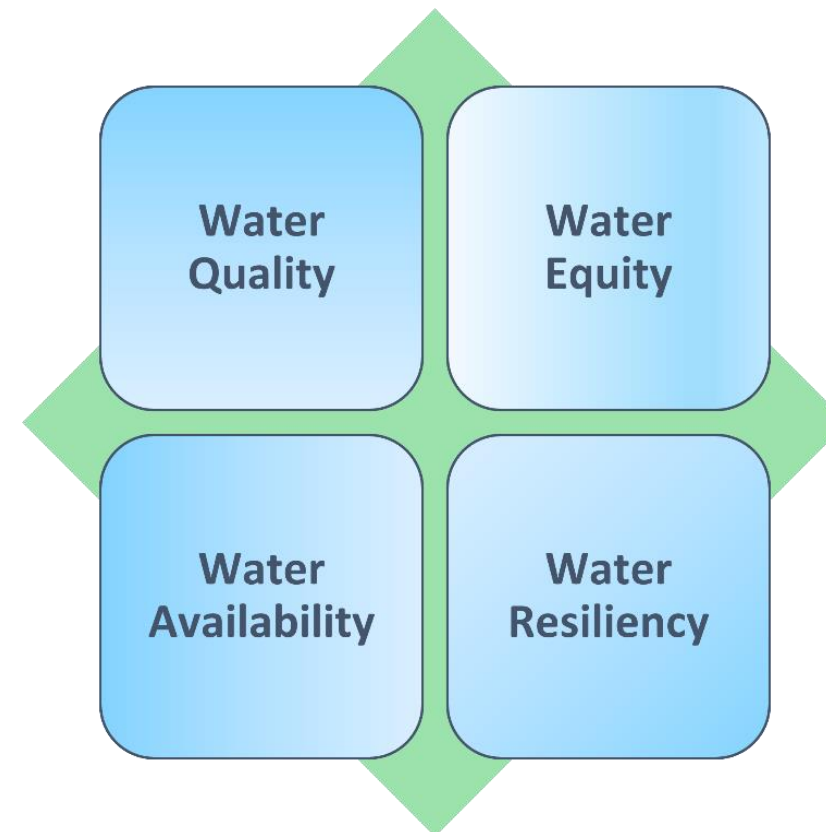 Water
Quality
Water
Equity
Water
Availability
Water
Resiliency